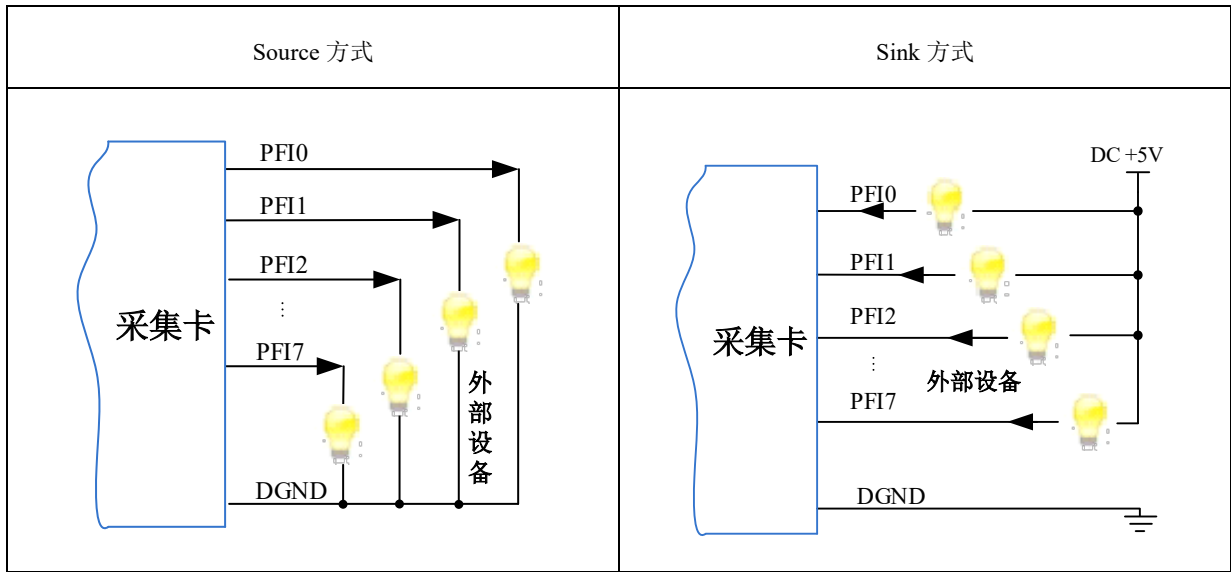 Source 方式
Sink 方式
PFI0
PFI1
PFI2
⋮
PFI7
DGND
采集卡
外
部
设
备
DC +5V
PFI0
PFI1
PFI2
⋮
PFI7
DGND
采集卡
外部设备